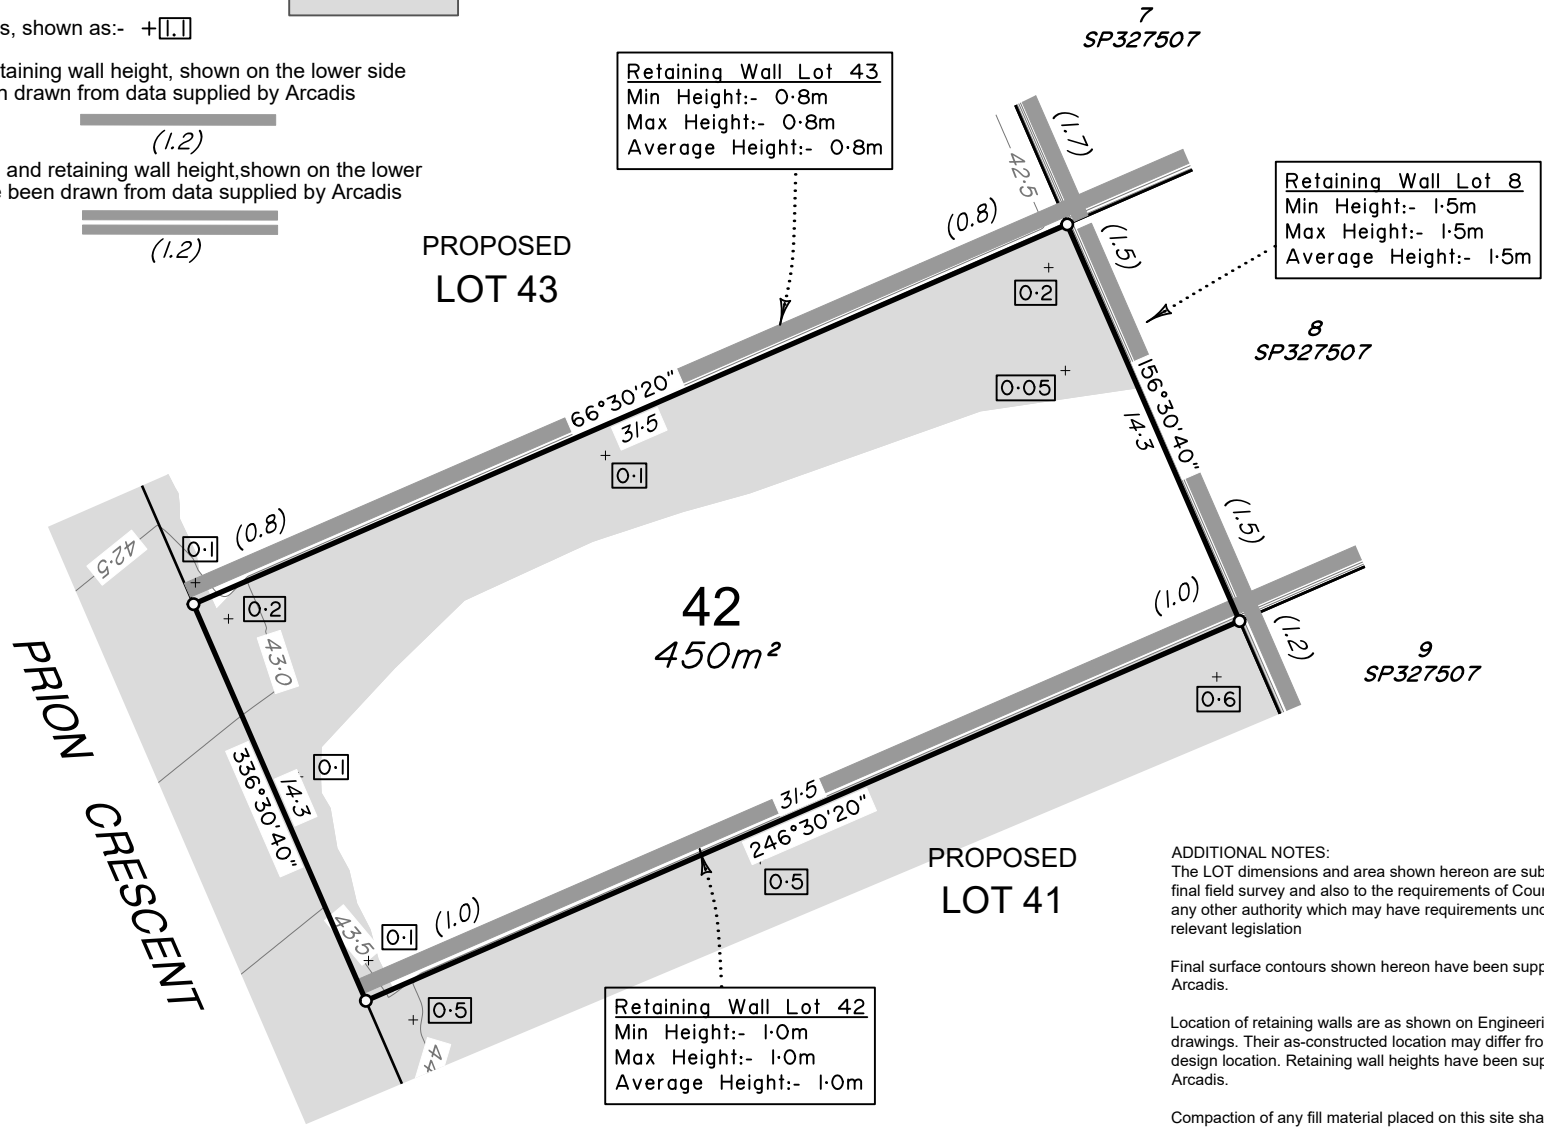 s, shown as:- +1.1
taining wall height, shown on the lower side
n drawn from data supplied by Arcadis
(1.2)
and retaining wall height,shown on the lower
e been drawn from data supplied by Arcadis
(1.2)
7
SP327507
Retaining Wall Lot 43
Min Height:- 0·8m
Max Height:- 0·8m
Average Height:- 0·8m
Retaining Wall Lot 8
Min Height:- 1·5m
Max Height:- 1·5m
Average Height:- 1·5m
PROPOSED
LOT 43
(1.7)
42·5
(0.8)
(1.5)
0·2
8
SP327507
0·05
66°30'20"
31·5
156°30'40"
14·3
0·1
(0.8)
0·1
42·5
(1.5)
0·2
42
450m²
(1.0)
(1.2)
43·0
9
SP327507
0·6
PRION CRESCENT
336°30'40"
14·3
0·1
31·5
246°30'20"
0·5
PROPOSED
LOT 41
43·5
0·1
(1.0)
0·5
44
Retaining Wall Lot 42
Min Height:- 1·0m
Max Height:- 1·0m
Average Height:- 1·0m
ADDITIONAL NOTES:
The LOT dimensions and area shown hereon are sub
final field survey and also to the requirements of Coun
any other authority which may have requirements und
relevant legislation
Final surface contours shown hereon have been supp
Arcadis.
Location of retaining walls are as shown on Engineeri
drawings. Their as-constructed location may differ fro
design location. Retaining wall heights have been sup
Arcadis.
Compaction of any fill material placed on this site sha